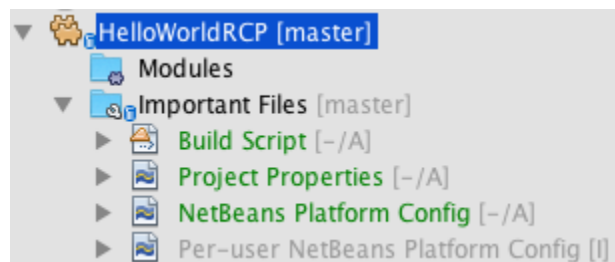 HelloWorldRCP [master]
Modules
Important Files [master]
Build Script [-/A]
Project Properties [-/A]
NetBeans Platform Config [-/A]
Per-user NetBeans Platform Config [I]